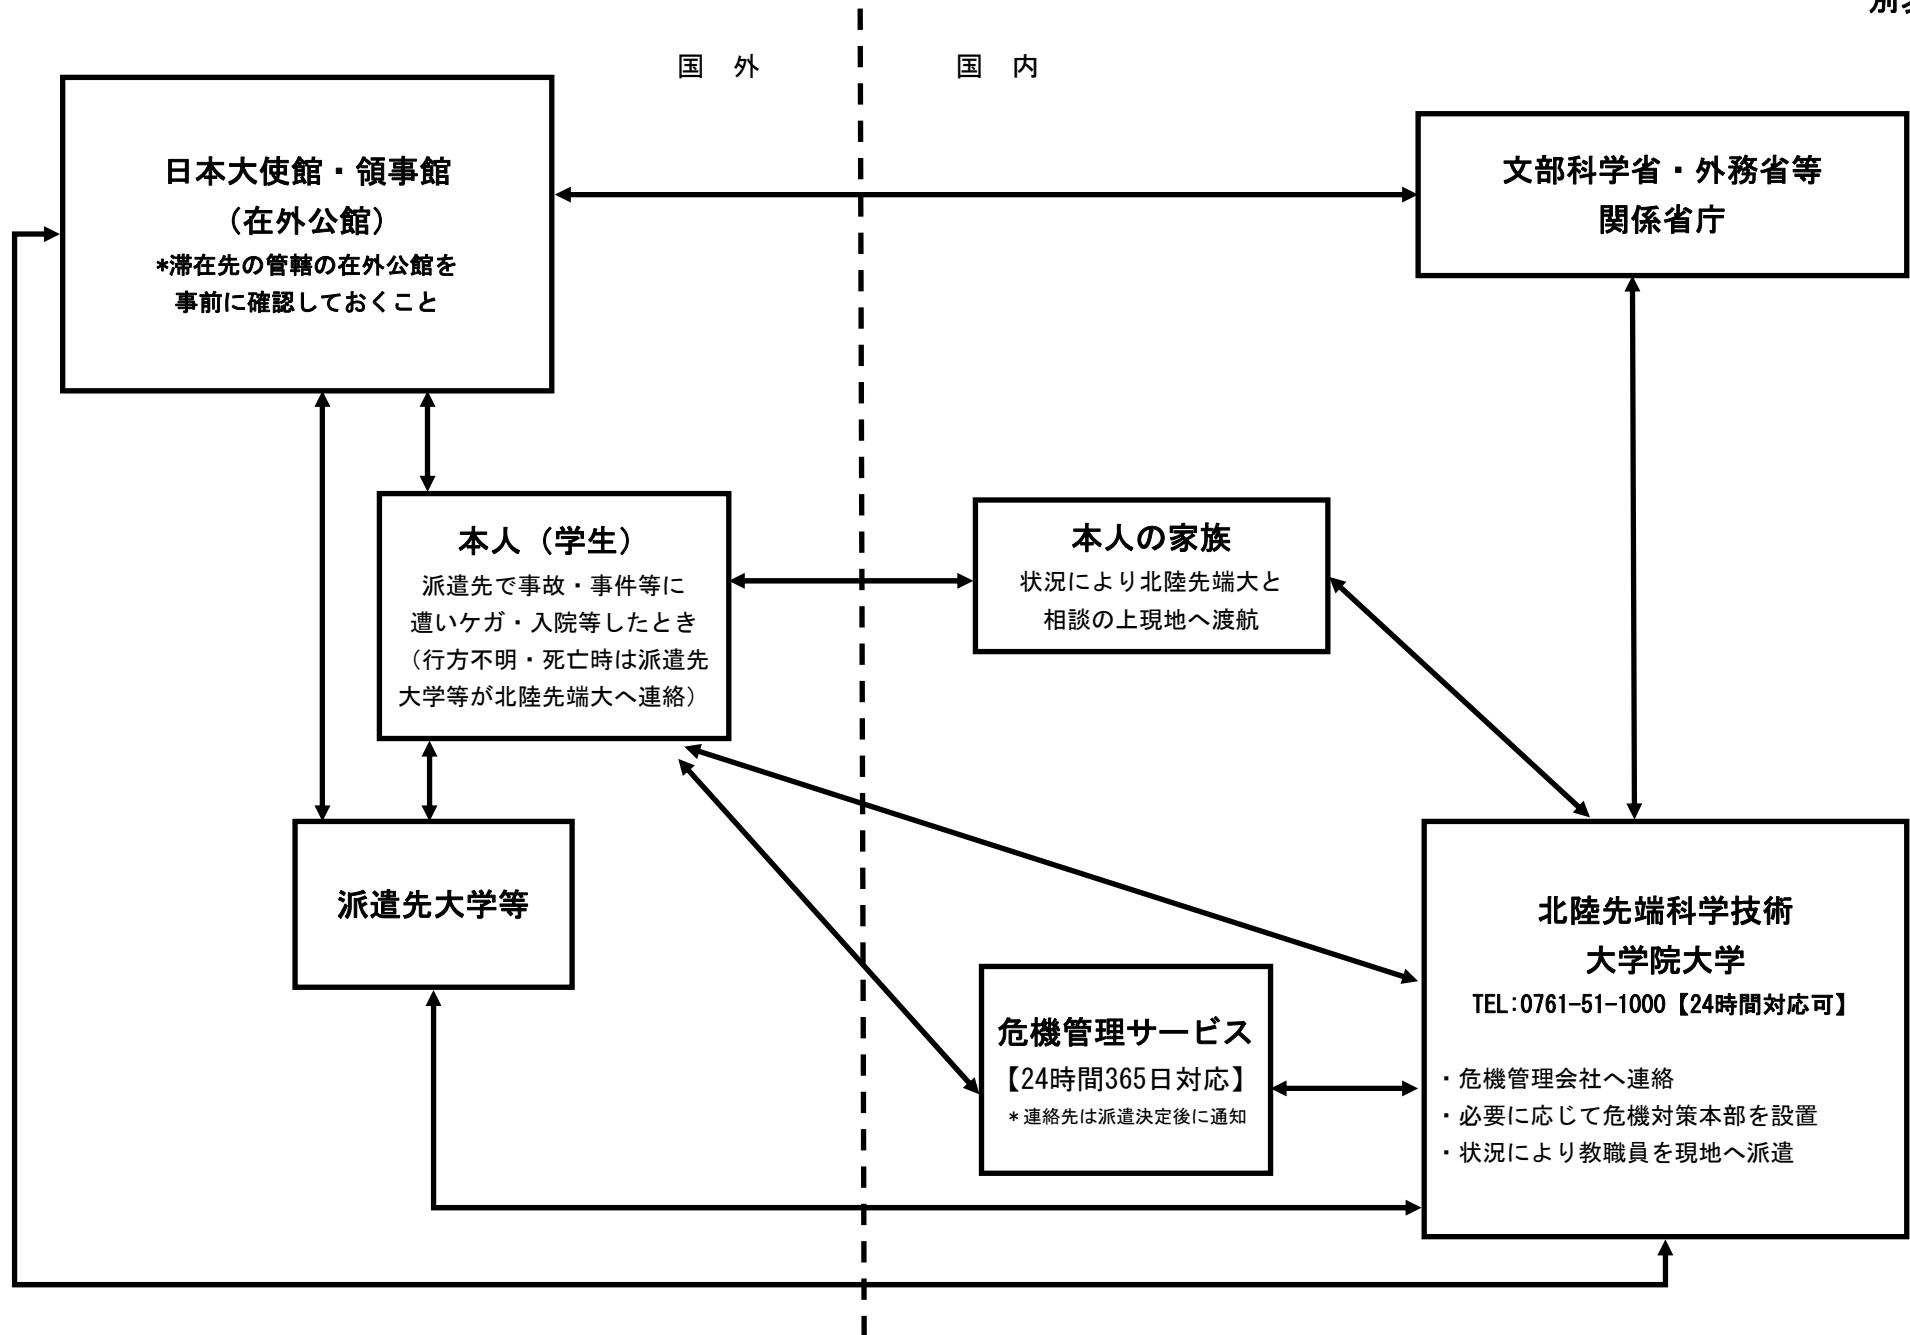 国 外
国 内
日本大使館・領事館
（在外公館）
*滞在先の管轄の在外公館を
事前に確認しておくこと
文部科学省・外務省等
関係省庁
本人（学生）
派遣先で事故・事件等に
遭いケガ・入院等したとき
（行方不明・死亡時は派遣先
大学等が北陸先端大へ連絡）
本人の家族
状況により北陸先端大と
相談の上現地へ渡航
派遣先大学等
危機管理サービス
【24時間365日対応】
*連絡先は派遣決定後に通知
北陸先端科学技術
大学院大学
TEL:0761-51-1000【24時間対応可】
・危機管理会社へ連絡
・必要に応じて危機対策本部を設置
・状況により教職員を現地へ派遣